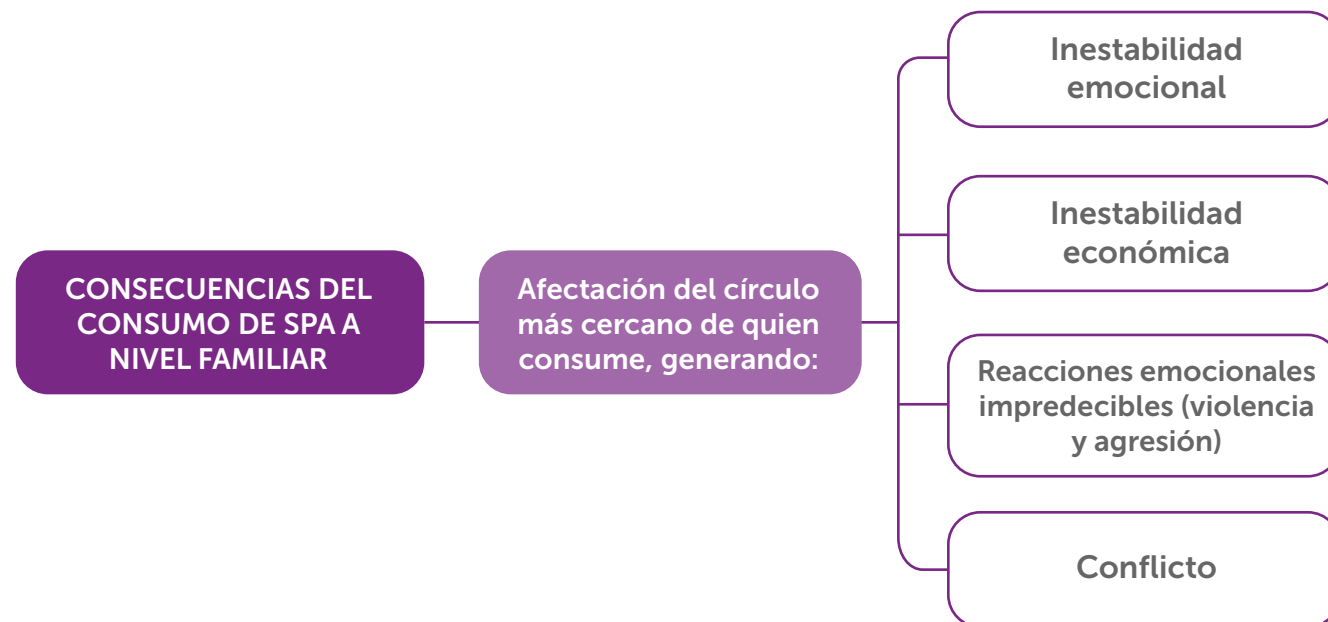 CONSECUENCIAS DEL
CONSUMO DE SPA A
NIVEL FAMILIAR
Afectación del círculo
más cercano de quien
consume, generando:
Inestabilidad
emocional
Inestabilidad
económica
Reacciones emocionales
impredecibles (violencia
y agresión)
Conflicto